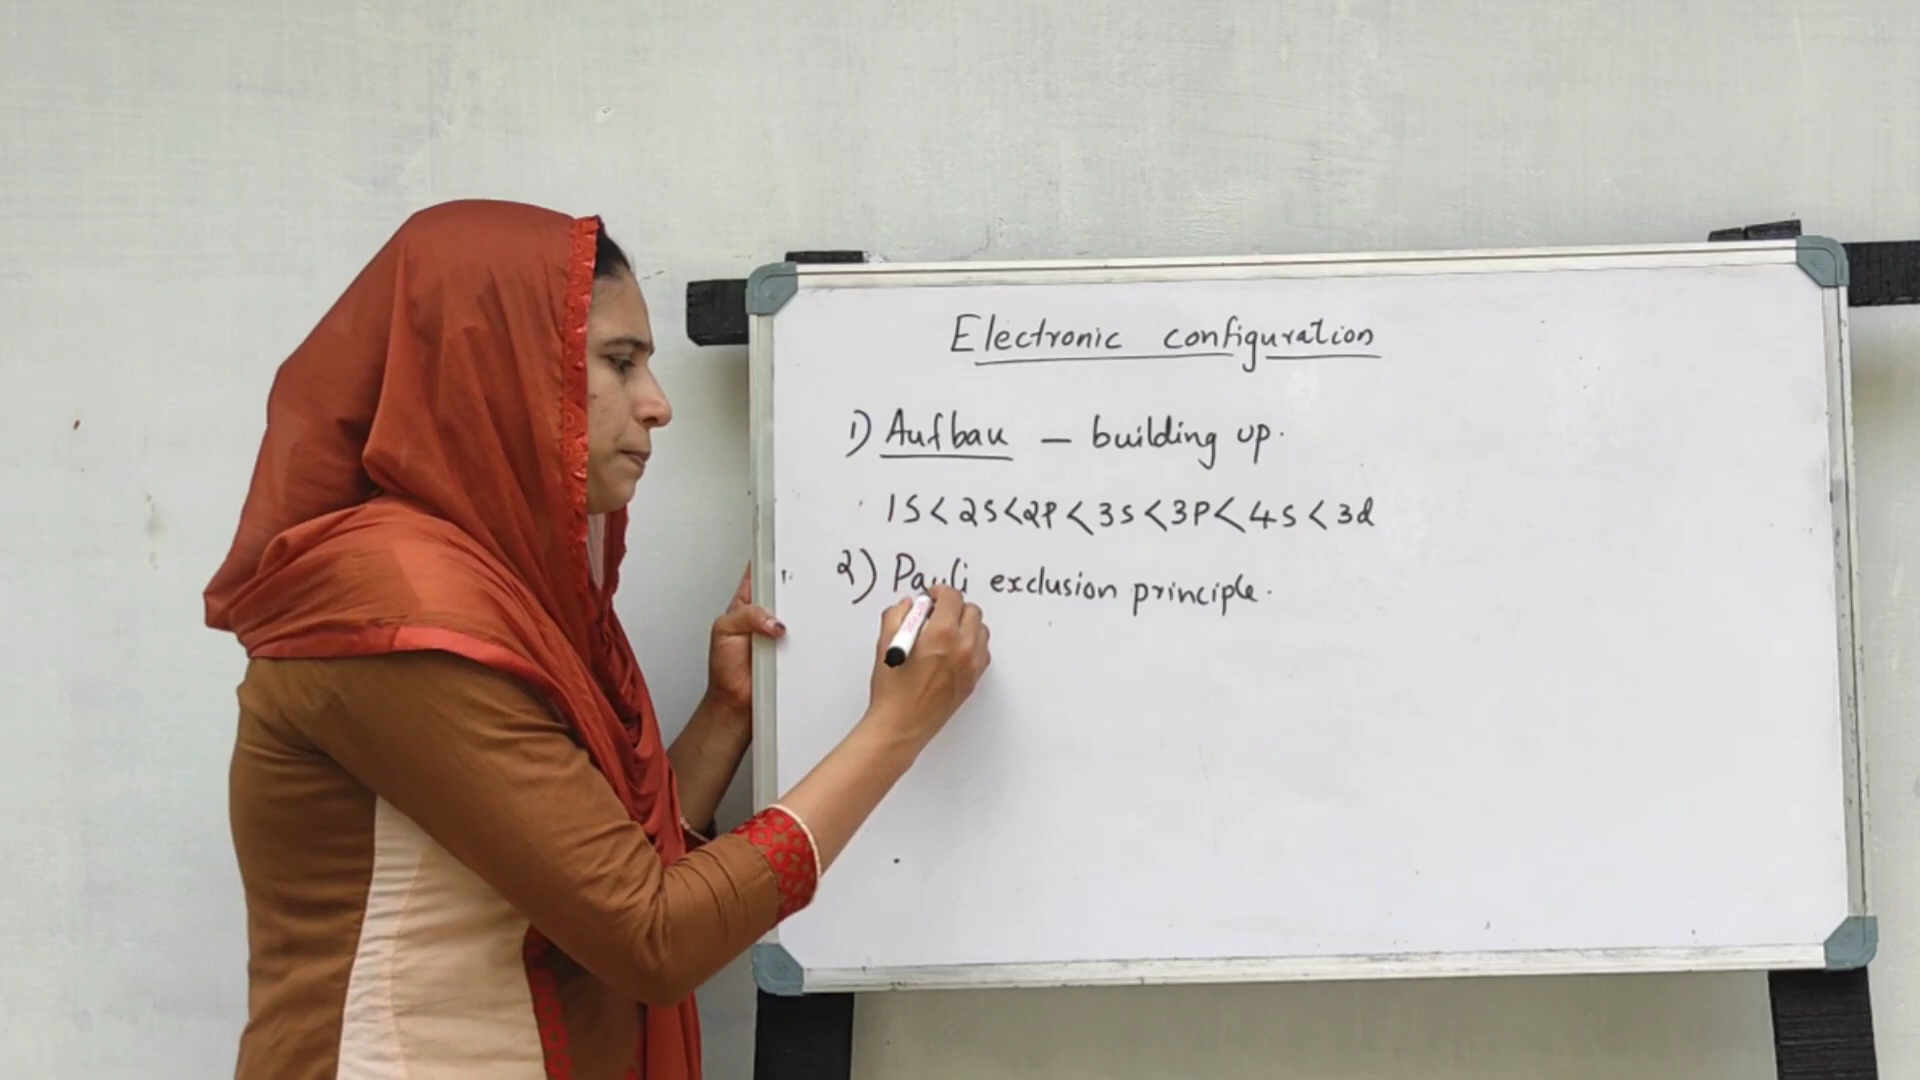 Electronic configuration
1) Aufbau — building up.
1s < 2s < 2p < 3s < 3p < 4s < 3d
2) Pauli exclusion principle.